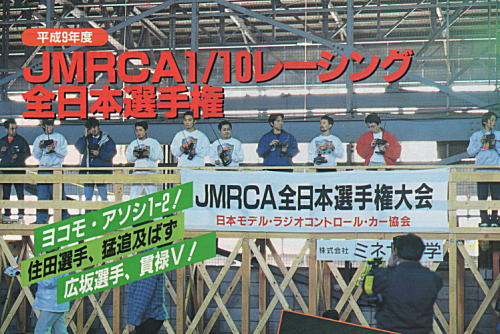 平成9年度
JMRCA1/10レーシング
全日本選手権
JMRCA全日本選手権大会
日本モデル・ラジオコントロール・カー協会
株式会社 ミネ
学
ヨコモ・アソシ1-2!
住田選手、猛追及ばず
広坂選手、貫禄V!